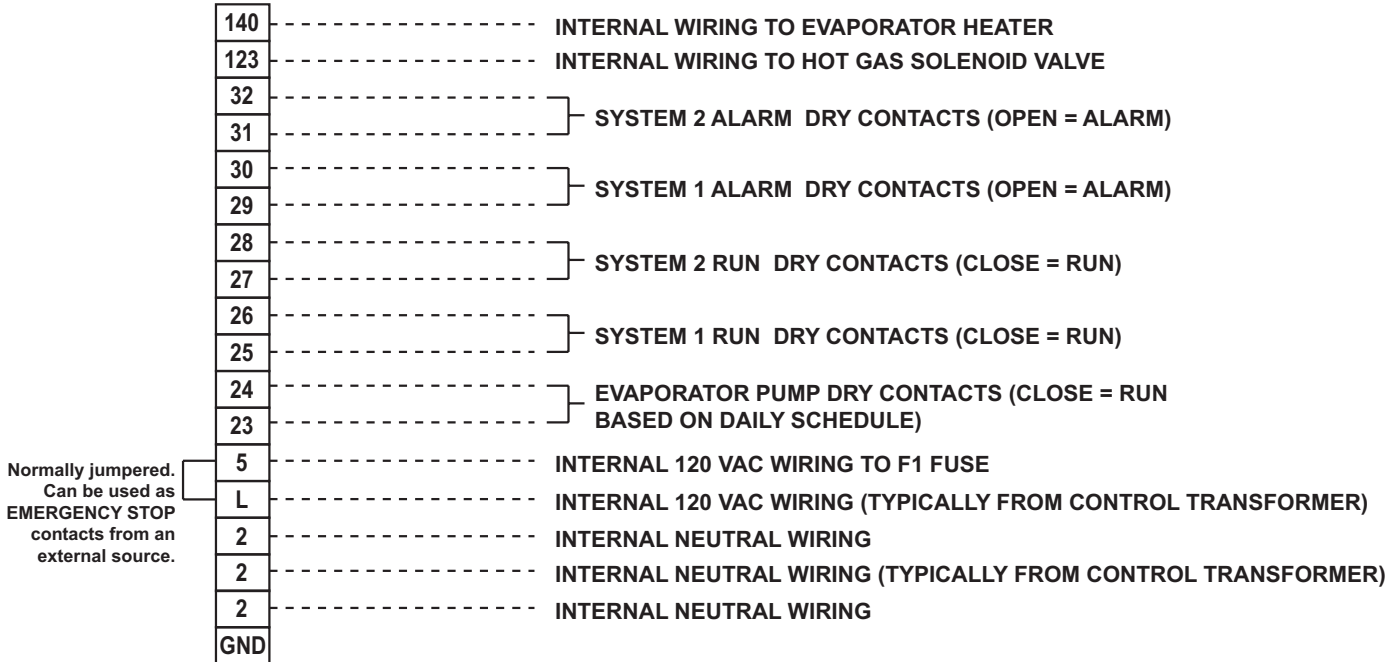 140 INTERNAL WIRING TO EVAPORATOR HEATER
123 INTERNAL WIRING TO HOT GAS SOLENOID VALVE
32
SYSTEM 2 ALARM DRY CONTACTS (OPEN = ALARM)
31
30
SYSTEM 1 ALARM DRY CONTACTS (OPEN = ALARM)
29
28
SYSTEM 2 RUN DRY CONTACTS (CLOSE = RUN)
27
26
SYSTEM 1 RUN DRY CONTACTS (CLOSE = RUN)
25
24
EVAPORATOR PUMP DRY CONTACTS (CLOSE = RUN
BASED ON DAILY SCHEDULE)
23
5 INTERNAL 120 VAC WIRING TO F1 FUSE
Normally jumpered.
Can be used as
EMERGENCY STOP
contacts from an
external source.
L INTERNAL 120 VAC WIRING (TYPICALLY FROM CONTROL TRANSFORMER)
2 INTERNAL NEUTRAL WIRING
2 INTERNAL NEUTRAL WIRING (TYPICALLY FROM CONTROL TRANSFORMER)
2 INTERNAL NEUTRAL WIRING
GND